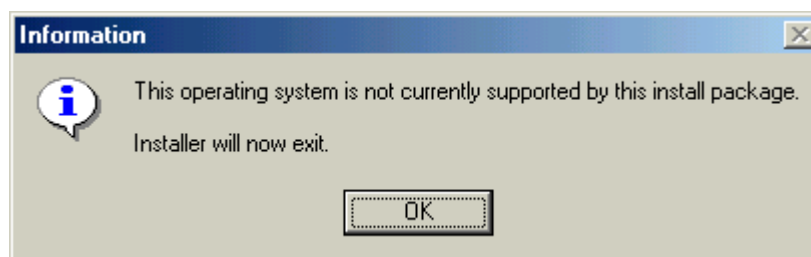 Information
This operating system is not currently supported by this install package.
Installer will now exit.
OK